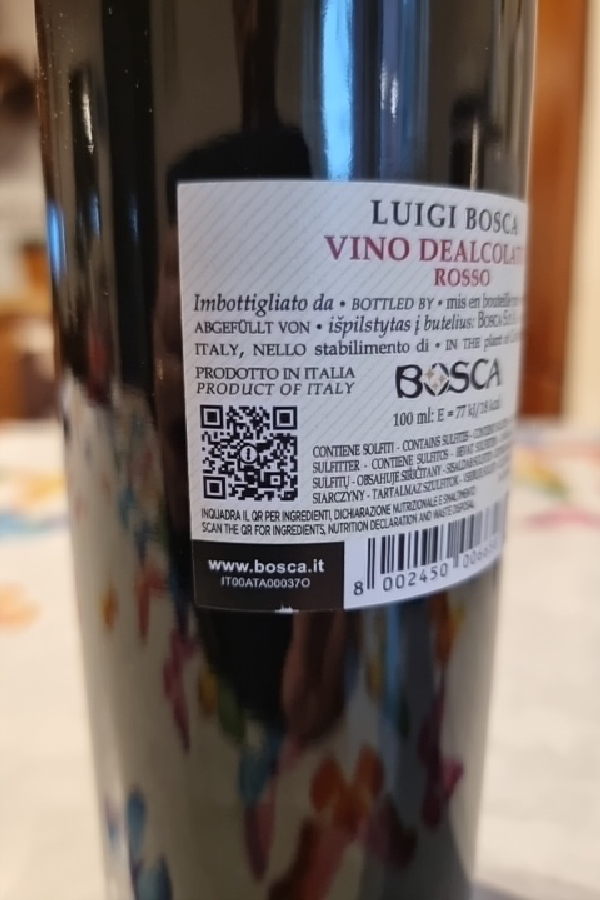 LUIGI BOSCA
VINO DEALCOLAT
ROSSO
Imbottigliato da • BOTTLED BY • mis en bouteille
ABGEFÜLLT VON • išpilstytas į butelius: BOSCA
ITALY, NELLO stabilimento di • IN THE plant of
PRODOTTO IN ITALIA
PRODUCT OF ITALY
BOSCA
100 ml: E = 77 kJ/18 kcal
CONTIENE SOLFITI - CONTAINS SULFITES -
SULFITTER - CONTIENE SULFITOS -
SULFITŲ - OBSAHUJE SIŘIČITANY -
SIARCZYNY - TARTALMAZ SZULFITOK -
INQUADRA IL QR PER INGREDIENTI, DICHIARAZIONE NUTRIZIONALE E SMALTIMENTO
SCAN THE QR FOR INGREDIENTS, NUTRITION DECLARATION AND WASTE DISPOSAL
www.bosca.it
IT00ATA00037O
8 002450 00